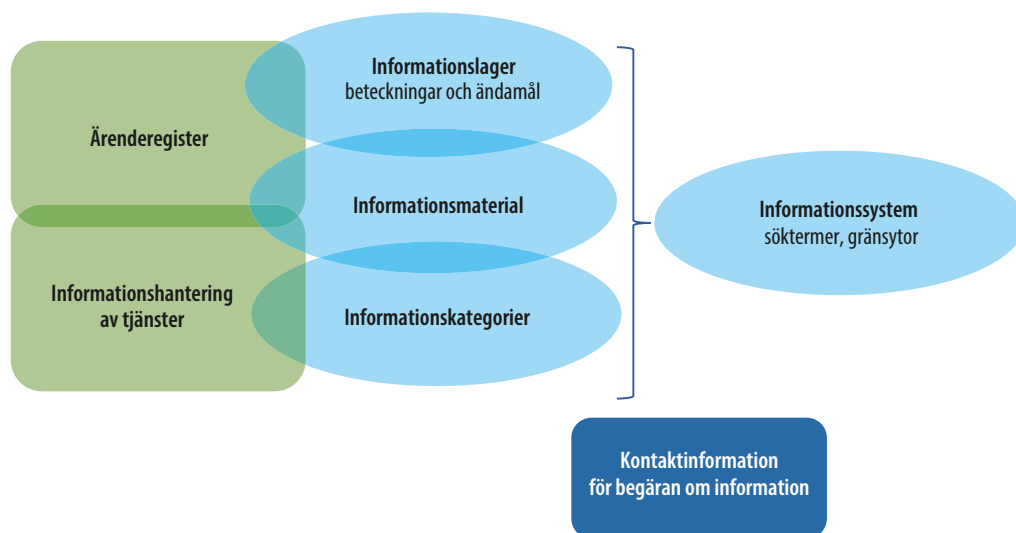 Ärenderegister
Informationshantering
av tjänster
Informationslager
beteckningar och ändamål
Informationsmaterial
Informationskategorier
Informationssystem
söktermer, gränsytor
Kontaktinformation
för begäran om information